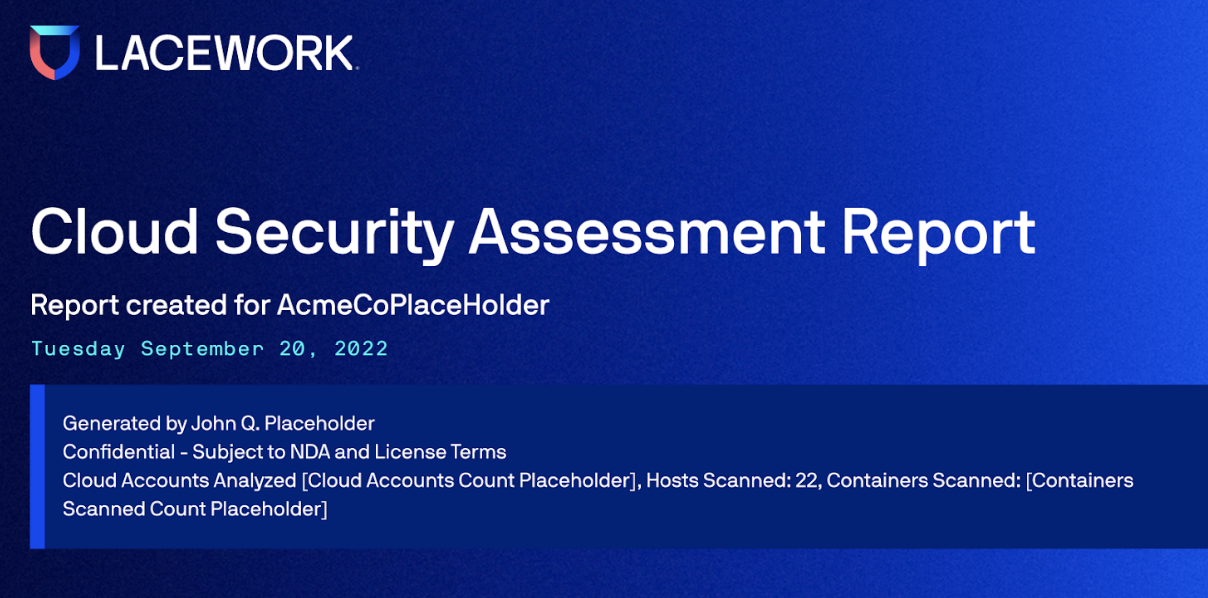 LACEWORK
Cloud Security Assessment Report
Report created for AcmeCoPlaceHolder
Tuesday September 20, 2022
Generated by John Q. Placeholder
Confidential - Subject to NDA and License Terms
Cloud Accounts Analyzed [Cloud Accounts Count Placeholder], Hosts Scanned: 22, Containers Scanned: [Containers
Scanned Count Placeholder]